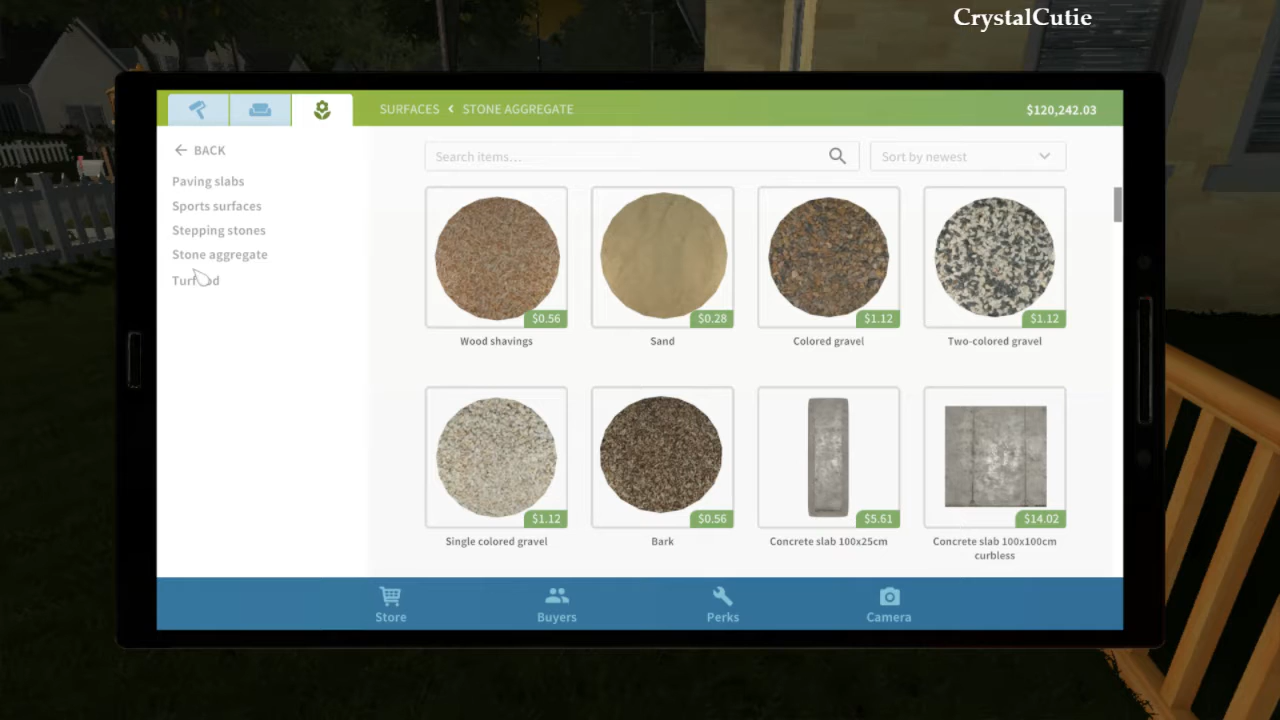 CrystalCutie
SURFACES < STONE AGGREGATE
$120,242.03
BACK
Search items...
Sort by newest
Paving slabs
Sports surfaces
Stepping stones
Stone aggregate
$0.56
$0.28
$1.12
$1.12
Wood shavings
Sand
Colored gravel
Two-colored gravel
$1.12
$0.56
$5.61
$14.02
Single colored gravel
Bark
Concrete slab 100x25cm
Concrete slab 100x100cm
curbless
Store
Buyers
Perks
Camera